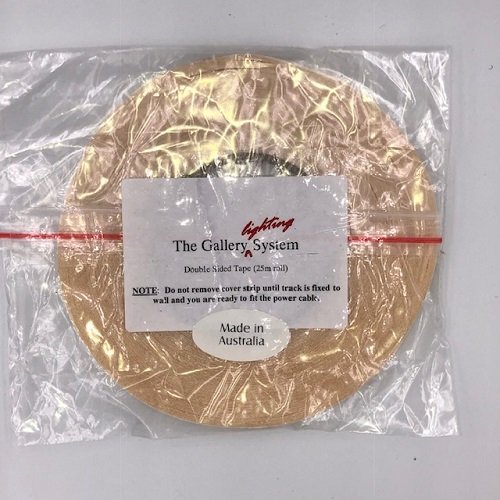 The Gallery lighting System
Double Sided Tape (25m roll)
NOTE: Do not remove cover strip until track is fixed to
wall and you are ready to fit the power cable.
Made in
Australia